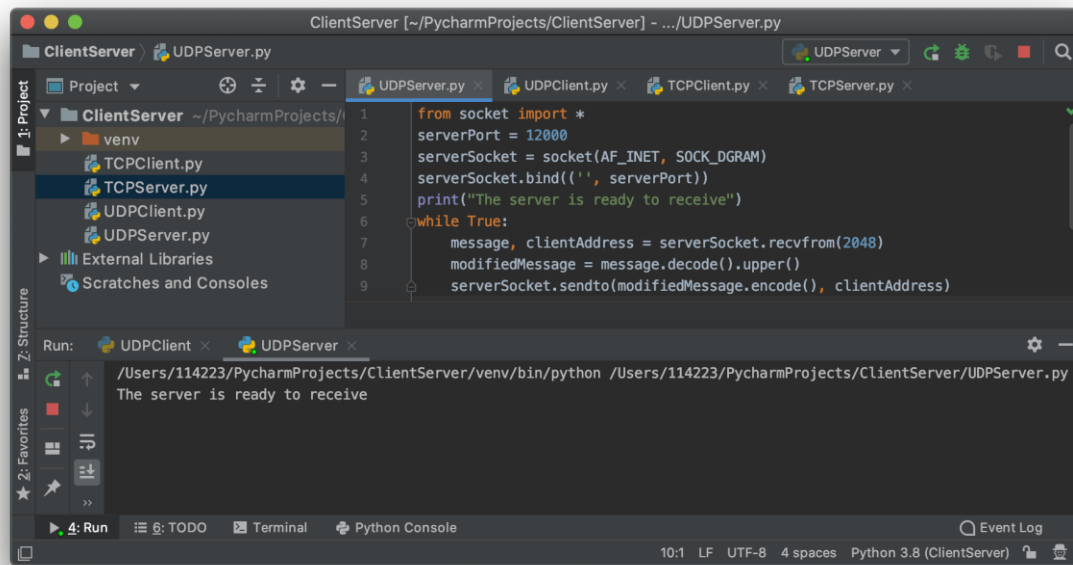 ClientServer [~/PycharmProjects/ClientServer] - .../UDPServer.py
ClientServer UDPServer.py UDPServer
1: Project
Project
ClientServer ~/PycharmProjects/
venv
TCPClient.py
TCPServer.py
UDPClient.py
UDPServer.py
External Libraries
Scratches and Consoles
UDPServer.py UDPClient.py TCPClient.py TCPServer.py
1 from socket import *
2 serverPort = 12000
3 serverSocket = socket(AF_INET, SOCK_DGRAM)
4 serverSocket.bind(('', serverPort))
5 print("The server is ready to receive")
6 while True:
7 message, clientAddress = serverSocket.recvfrom(2048)
8 modifiedMessage = message.decode().upper()
9 serverSocket.sendto(modifiedMessage.encode(), clientAddress)
Z: Structure
2: Favorites
Run: UDPClient UDPServer
/Users/114223/PycharmProjects/ClientServer/venv/bin/python /Users/114223/PycharmProjects/ClientServer/UDPServer.py
The server is ready to receive
4: Run 6: TODO Terminal Python Console Event Log
10:1 LF UTF-8 4 spaces Python 3.8 (ClientServer)